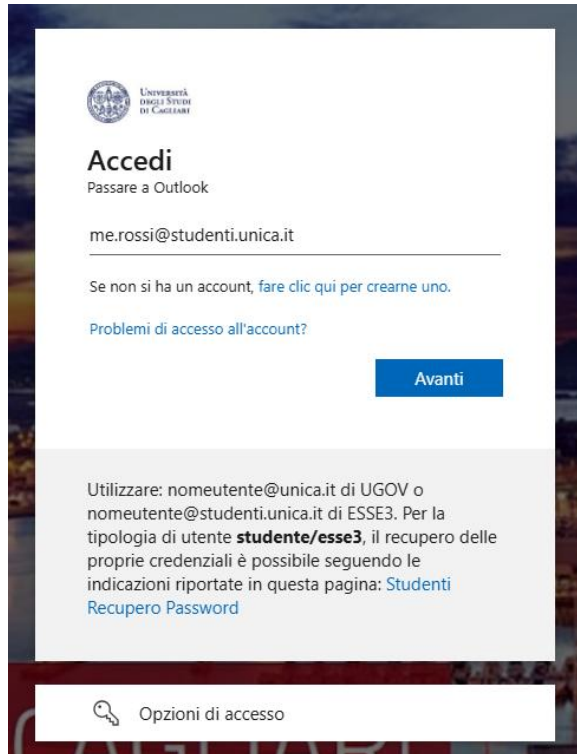 UNIVERSITÀ
DEGLI STUDI
DI CAGLIARI
Accedi
Passare a Outlook
me.rossi@studenti.unica.it
Se non si ha un account, fare clic qui per crearne uno.
Problemi di accesso all'account?
Avanti
Utilizzare: nomeutente@unica.it di UGOV o
nomeutente@studenti.unica.it di ESSE3. Per la
tipologia di utente studente/esse3, il recupero delle
proprie credenziali è possibile seguendo le
indicazioni riportate in questa pagina: Studenti
Recupero Password
Opzioni di accesso
CAGLIARI